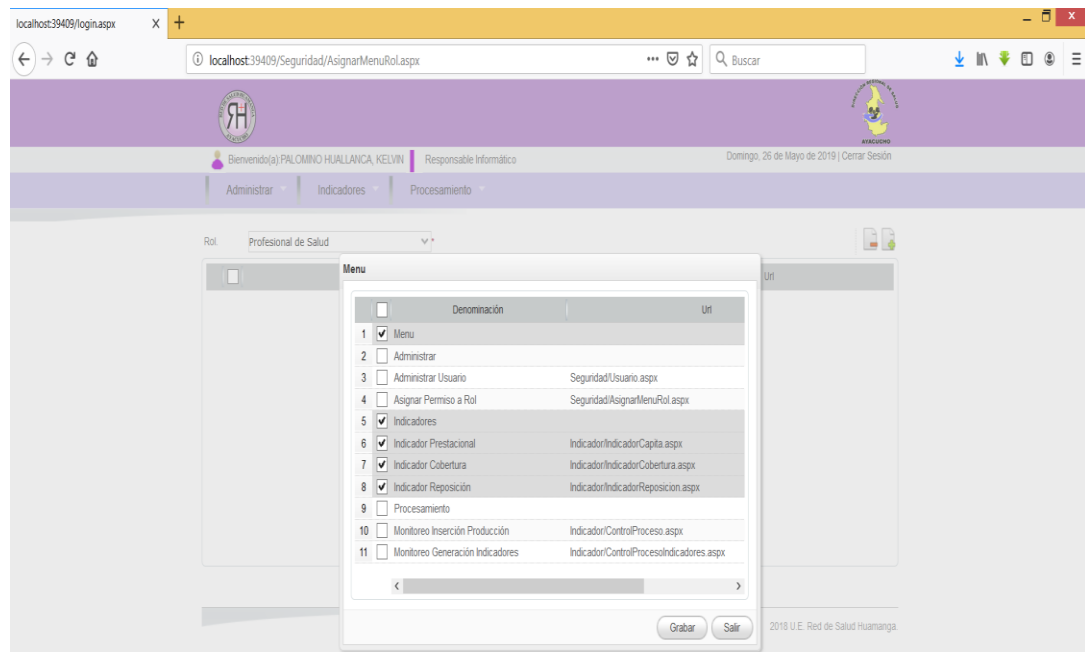 localhost:39409/login.aspx X +
localhost:39409/Seguridad/AsignarMenuRol.aspx
Buscar
RH
AYACUCHO
Bienvenido(a):PALOMINO HUALLANCA, KELVIN Responsable Informático
Domingo, 26 de Mayo de 2019 | Cerrar Sesión
Administrar Indicadores Procesamiento
Rol. Profesional de Salud *
Url
Menu
Denominación Url
1 Menu
2 Administrar
3 Administrar Usuario Seguridad/Usuario.aspx
4 Asignar Permiso a Rol Seguridad/AsignarMenuRol.aspx
5 Indicadores
6 Indicador Prestacional Indicador/IndicadorCapita.aspx
7 Indicador Cobertura Indicador/IndicadorCobertura.aspx
8 Indicador Reposición Indicador/IndicadorReposicion.aspx
9 Procesamiento
10 Monitoreo Inserción Producción Indicador/ControlProceso.aspx
11 Monitoreo Generación Indicadores Indicador/ControlProcesoIndicadores.aspx
Grabar Salir
2018 U.E. Red de Salud Huamanga.